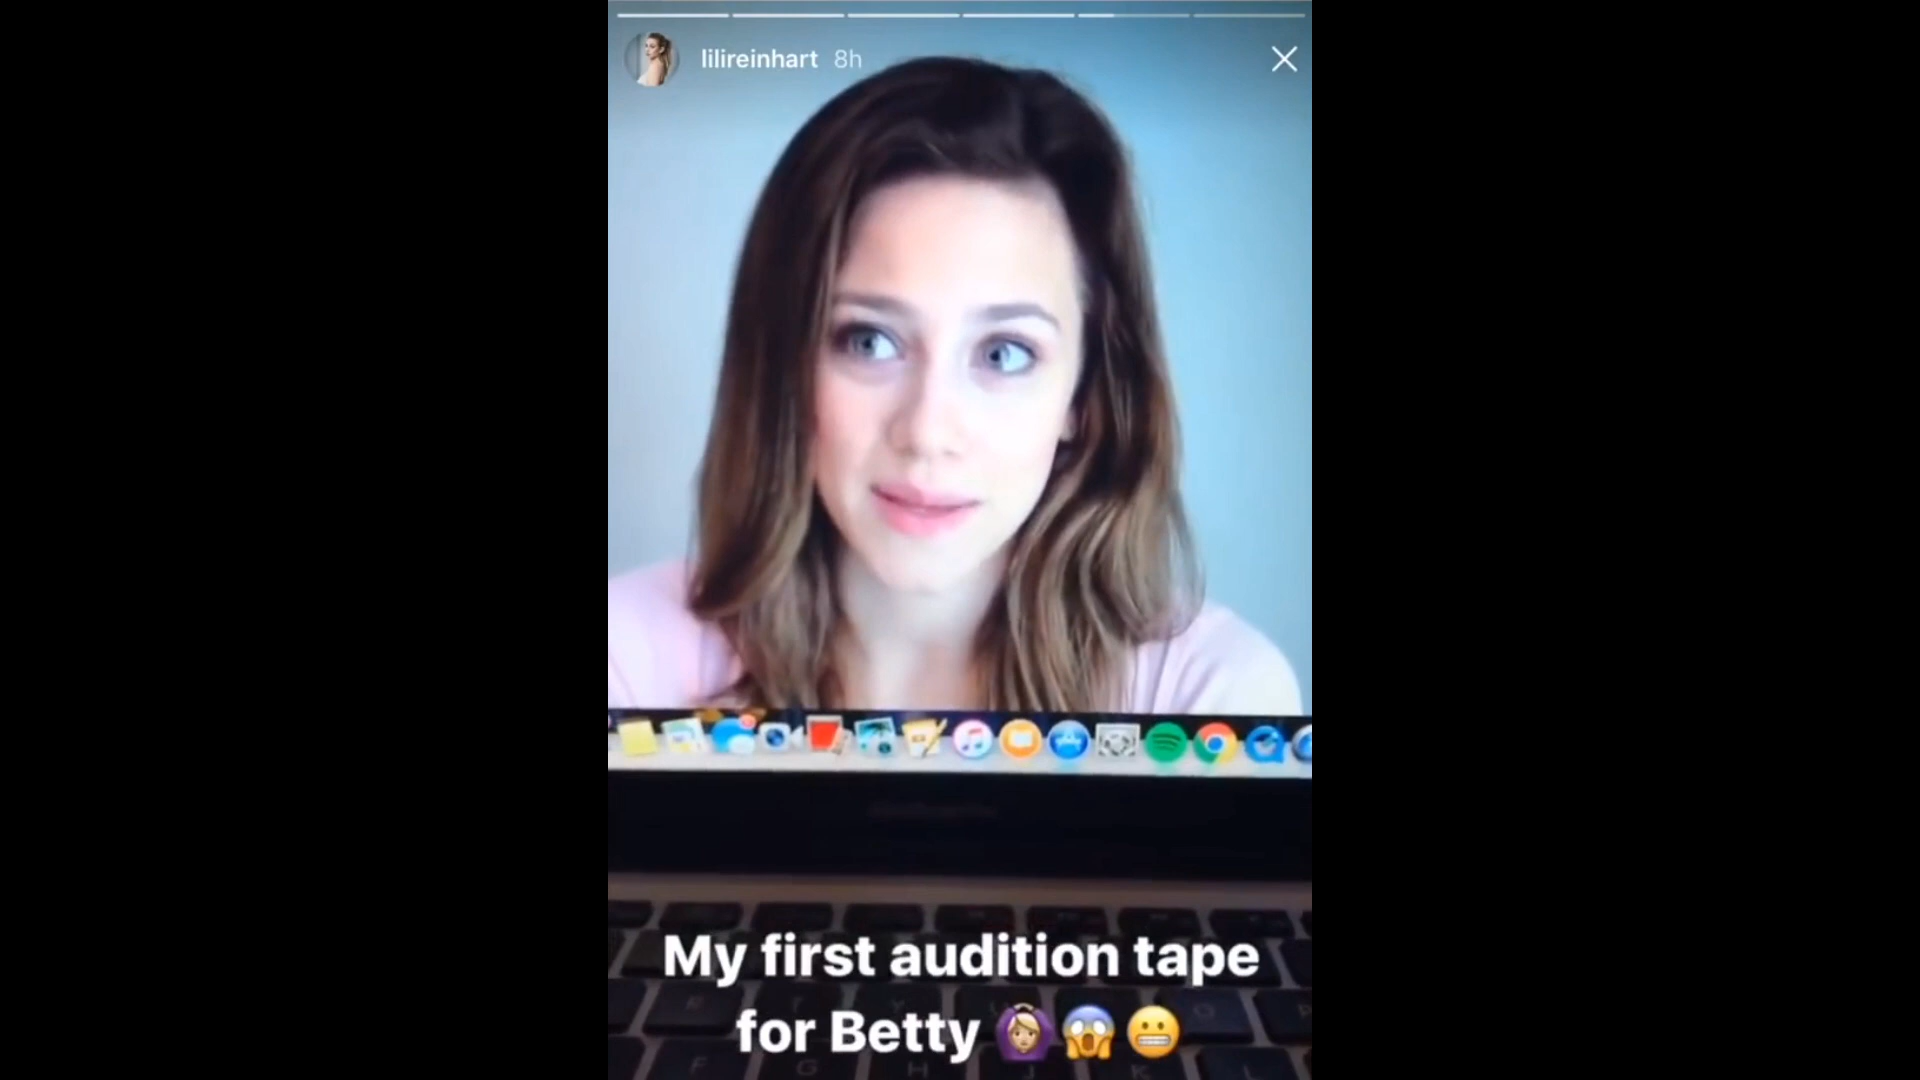 lilireinhart 8h
My first audition tape
for Betty 🙆🏼😱😬